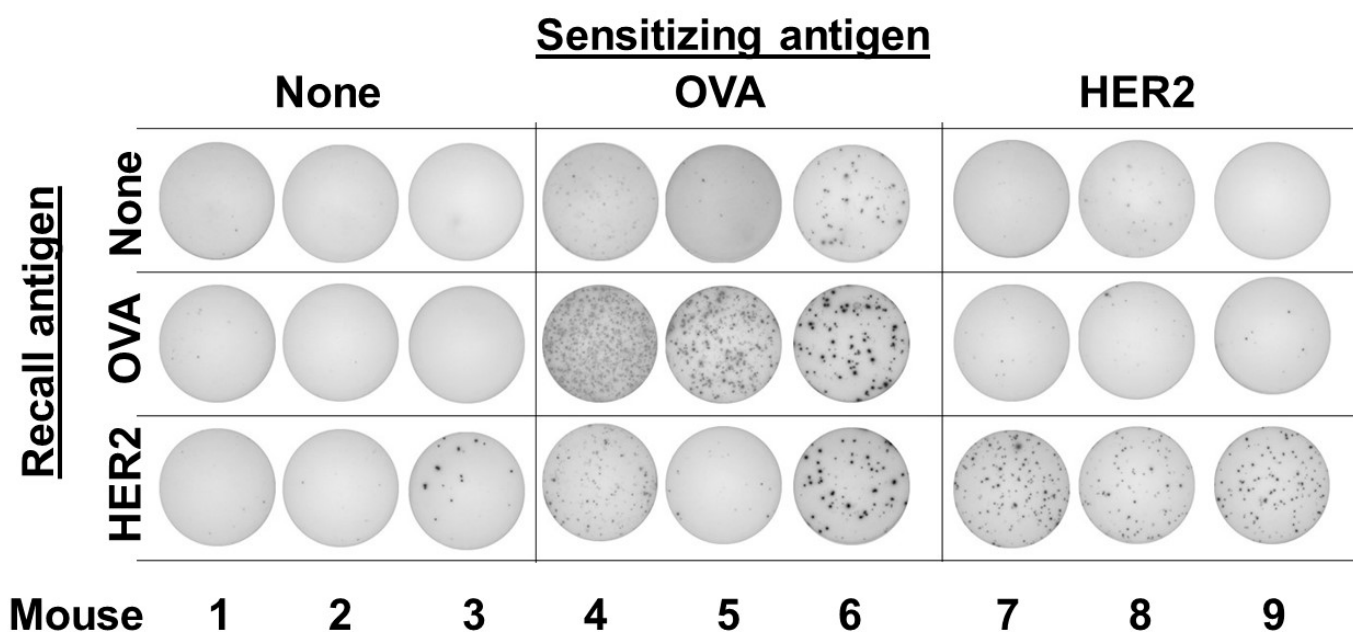 Sensitizing antigen
None OVA HER2
Recall antigen
None
OVA
HER2
Mouse 1 2 3 4 5 6 7 8 9